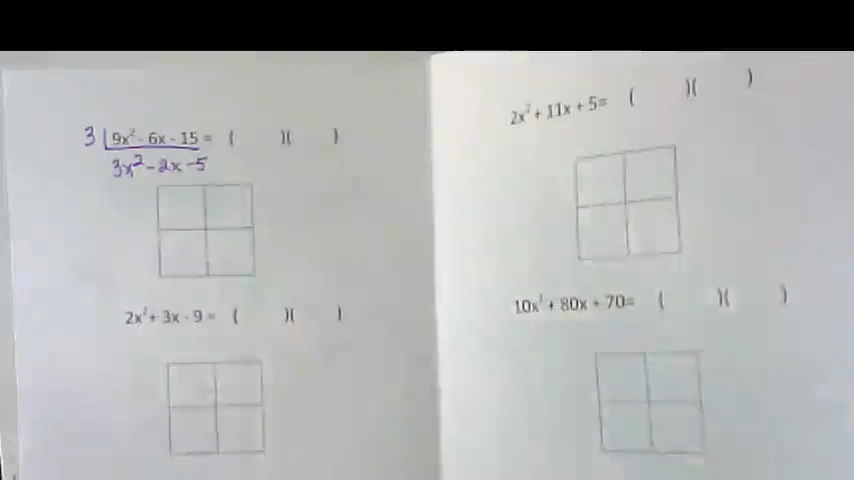 3 9x² - 6x - 15 = (    )(    )
3x² - 2x - 5
2x² + 3x - 9 = (    )(    )
2x² + 11x + 5= (    )(    )
10x² + 80x + 70= (    )(    )